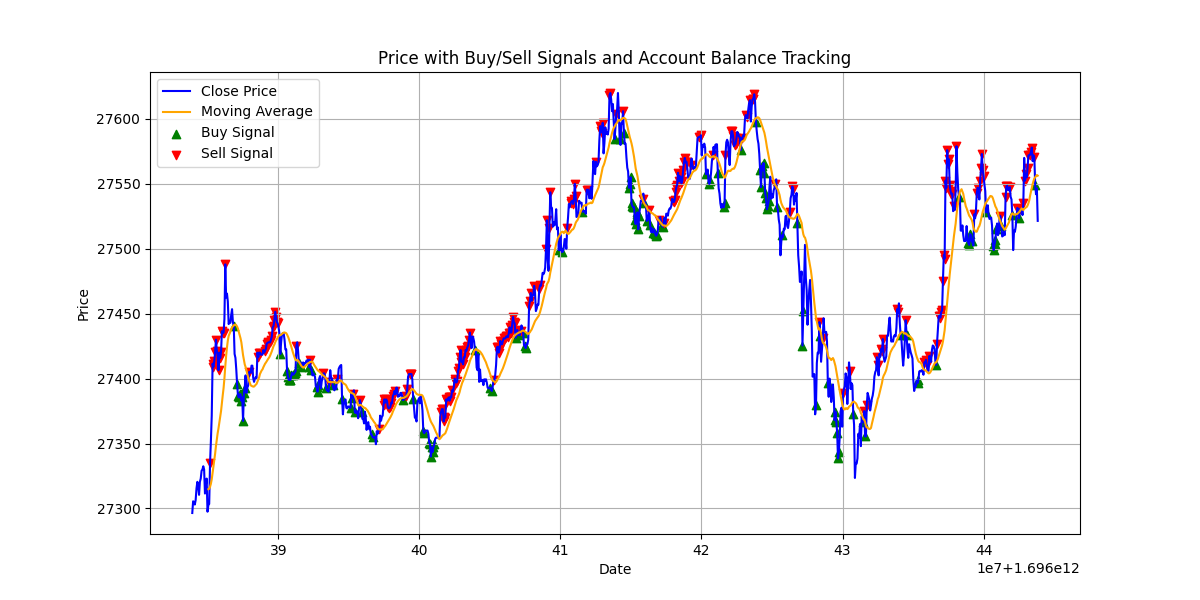 Price with Buy/Sell Signals and Account Balance Tracking
Close Price
Moving Average
Buy Signal
Sell Signal
27600
27550
27500
27450
27400
27350
27300
Price
39 40 41 42 43 44
Date
1e7+1.696e12